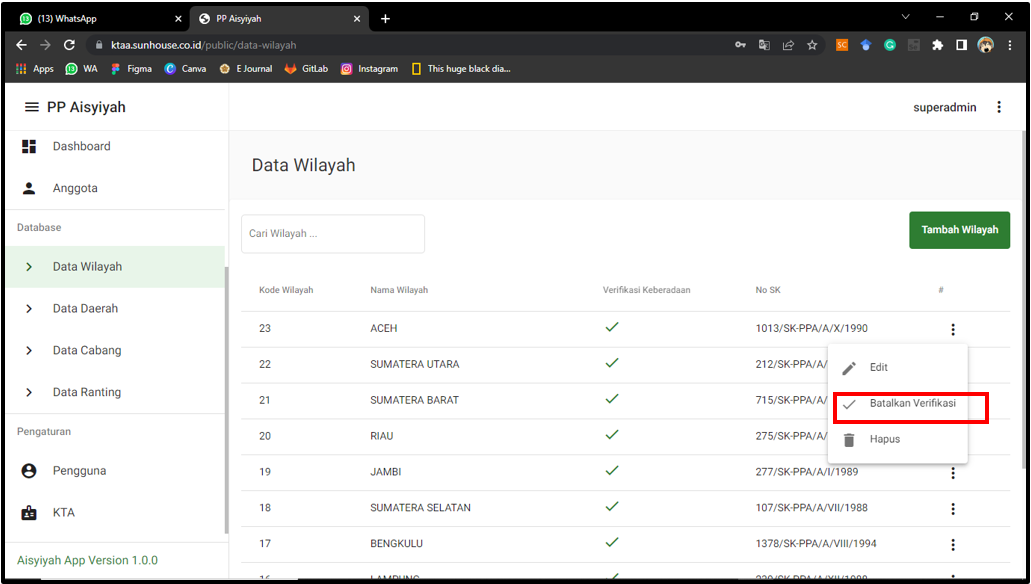 (13) WhatsApp
PP Aisyiyah
ktaa.sunhouse.co.id/public/data-wilayah
Apps WA Figma Canva E Journal GitLab Instagram This huge black dia...
PP Aisyiyah
superadmin
Dashboard
Anggota
Database
Data Wilayah
Data Daerah
Data Cabang
Data Ranting
Pengaturan
Pengguna
KTA
Aisyiyah App Version 1.0.0
Data Wilayah
Cari Wilayah ...
Tambah Wilayah
Kode Wilayah Nama Wilayah Verifikasi Keberadaan No SK #
23 ACEH 1013/SK-PPA/A/X/1990
22 SUMATERA UTARA 212/SK-PPA/A/
21 SUMATERA BARAT 715/SK-PPA/A/
20 RIAU 275/SK-PPA/A/
19 JAMBI 277/SK-PPA/A/I/1989
18 SUMATERA SELATAN 107/SK-PPA/A/VII/1988
17 BENGKULU 1378/SK-PPA/A/VIII/1994
16 LAMPUNG
Edit
Batalkan Verifikasi
Hapus